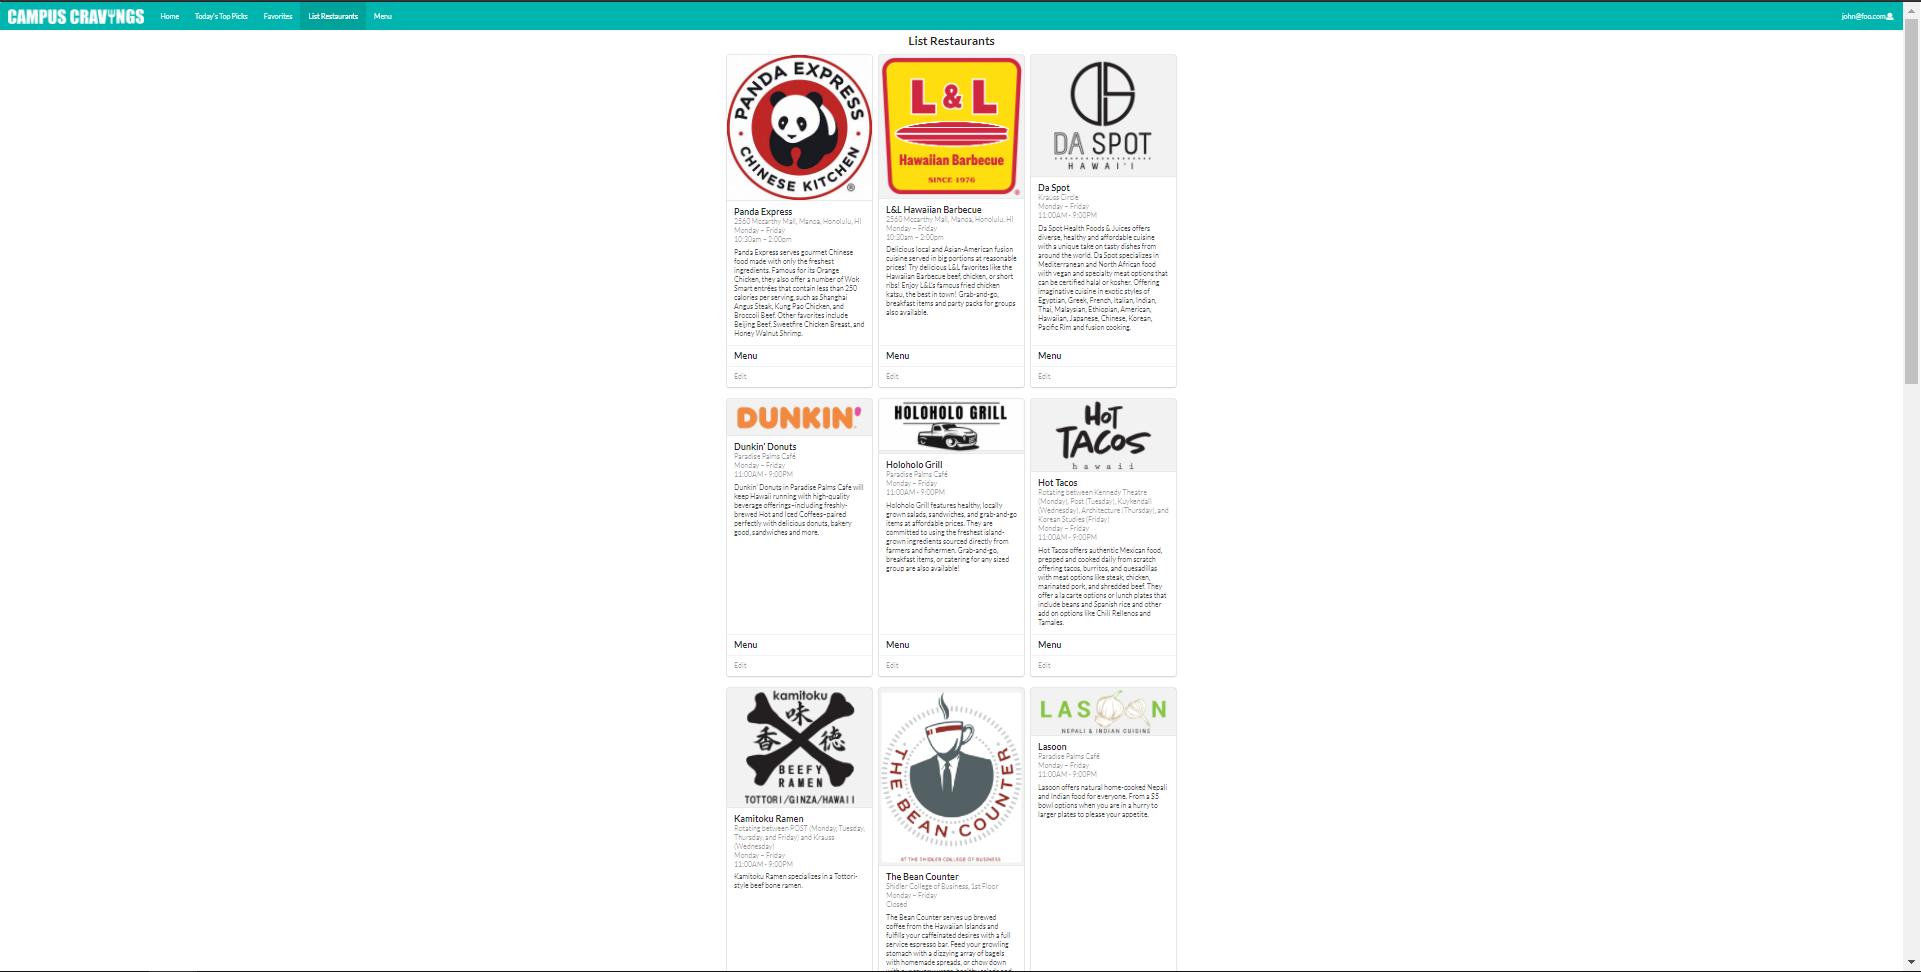 CAMPUS CRAVINGS Home Today's Top Picks Favorites List Restaurants Menu john@foo.com
List Restaurants
PANDA EXPRESS
CHINESE KITCHEN
®
Panda Express
2560 Mccarthy Mall, Manoa, Honolulu, HI
Monday – Friday
10:30am – 2:00pm
Panda Express serves gourmet Chinese
food made with only the freshest
ingredients. Famous for its Orange
Chicken, they also offer a number of Wok
Smart entrées that contain less than 250
calories per serving, such as Shanghai
Angus Steak, Kung Pao Chicken, and
Broccoli Beef. Other favorites include
Beijing Beef, Sweetfire Chicken Breast, and
Honey Walnut Shrimp.
Menu
Edit
L & L
Hawaiian Barbecue
SINCE 1976
®
L&L Hawaiian Barbecue
2560 Mccarthy Mall, Manoa, Honolulu, HI
Monday – Friday
10:30am – 2:00pm
Delicious local and Asian-American fusion
cuisine served in big portions at reasonable
prices! Try delicious L&L favorites like the
Hawaiian Barbecue beef, chicken, or short
ribs! Enjoy L&L's famous fried chicken
katsu, the best in town! Grab-and-go,
breakfast items and party packs for groups
also available.
Menu
Edit
DA SPOT
HAWAI'I
Da Spot
Krauss Circle
Monday – Friday
11:00AM - 9:00PM
Da Spot Health Foods & Juices offers
diverse, healthy and affordable cuisine
with a unique take on tasty dishes from
around the world. Da Spot specializes in
Mediterranean and North African food
with vegan and specialty meat options that
can be certified halal or kosher. Offering
imaginative cuisine in exotic styles of
Egyptian, Greek, French, Italian, Indian,
Thai, Malaysian, Ethiopian, American,
Hawaiian, Japanese, Chinese, Korean,
Pacific Rim and fusion cooking.
Menu
Edit
DUNKIN'
Dunkin' Donuts
Paradise Palms Café
Monday – Friday
11:00AM - 9:00PM
Dunkin' Donuts in Paradise Palms Cafe will
keep Hawaii running with high-quality
beverage offerings–including freshly-
brewed Hot and Iced Coffees–paired
perfectly with delicious donuts, bakery
good, sandwiches and more.
Menu
Edit
HOLOHOLO GRILL
Holoholo Grill
Paradise Palms Café
Monday – Friday
11:00AM - 9:00PM
Holoholo Grill features healthy, locally
grown salads, sandwiches, and grab-and-go
items at affordable prices. They are
committed to using the freshest island-
grown ingredients sourced directly from
farmers and fishermen. Grab-and-go,
breakfast items, or catering for any sized
group are also available!
Menu
Edit
HOT
TACOS
hawaii
Hot Tacos
Rotating between Kennedy Theatre
(Monday), Post (Tuesday), Kuykendall
(Wednesday), Architecture (Thursday), and
Korean Studies (Friday)
Monday – Friday
11:00AM - 9:00PM
Hot Tacos offers authentic Mexican food,
prepped and cooked daily from scratch
offering tacos, burritos, and quesadillas
with meat options like steak, chicken,
marinated pork, and shredded beef. They
offer a la carte options or lunch plates that
include beans and Spanish rice and other
add on options like Chili Rellenos and
Tamales.
Menu
Edit
kamitoku
味
香 徳
BEEFY
RAMEN
TOTTORI/GINZA/HAWAII
Kamitoku Ramen
Rotating between POST (Monday, Tuesday,
Thursday, and Friday) and Krauss
(Wednesday)
Monday – Friday
11:00AM - 9:00PM
Kamitoku Ramen specializes in a Tottori-
style beef bone ramen.
THE BEAN COUNTER
AT THE SHIDLER COLLEGE OF BUSINESS
The Bean Counter
Shidler College of Business, 1st Floor
Monday – Friday
Closed
The Bean Counter serves up brewed
coffee from the Hawaiian Islands and
fulfills your caffeinated desires with a full
service espresso bar. Feed your growling
stomach with a dizzying array of bagels
with homemade spreads, or chow down
LASOON
NEPALI & INDIAN CUISINE
Lasoon
Paradise Palms Café
Monday – Friday
11:00AM - 9:00PM
Lasoon offers natural home-cooked Nepali
and Indian food for everyone. From a $5
bowl options when you are in a hurry to
larger plates to please your appetite.